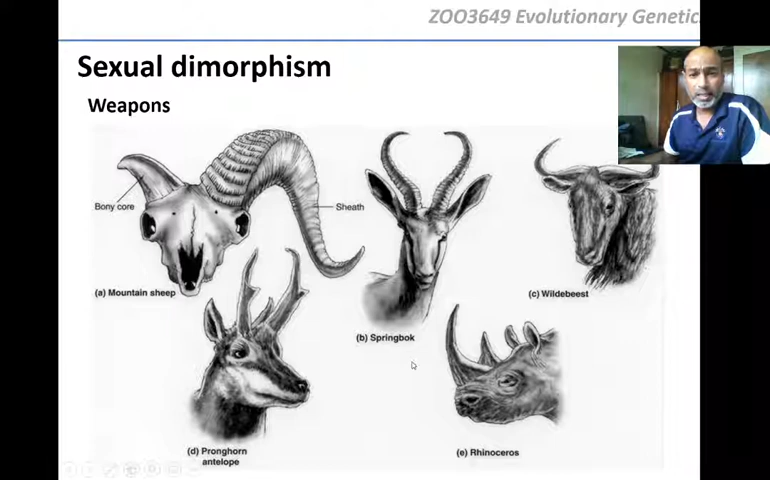 ZOO3649 Evolutionary Genetic
Sexual dimorphism
Weapons
Bony core
Sheath
(a) Mountain sheep
(b) Springbok
(c) Wildebeest
(d) Pronghorn
antelope
(e) Rhinoceros